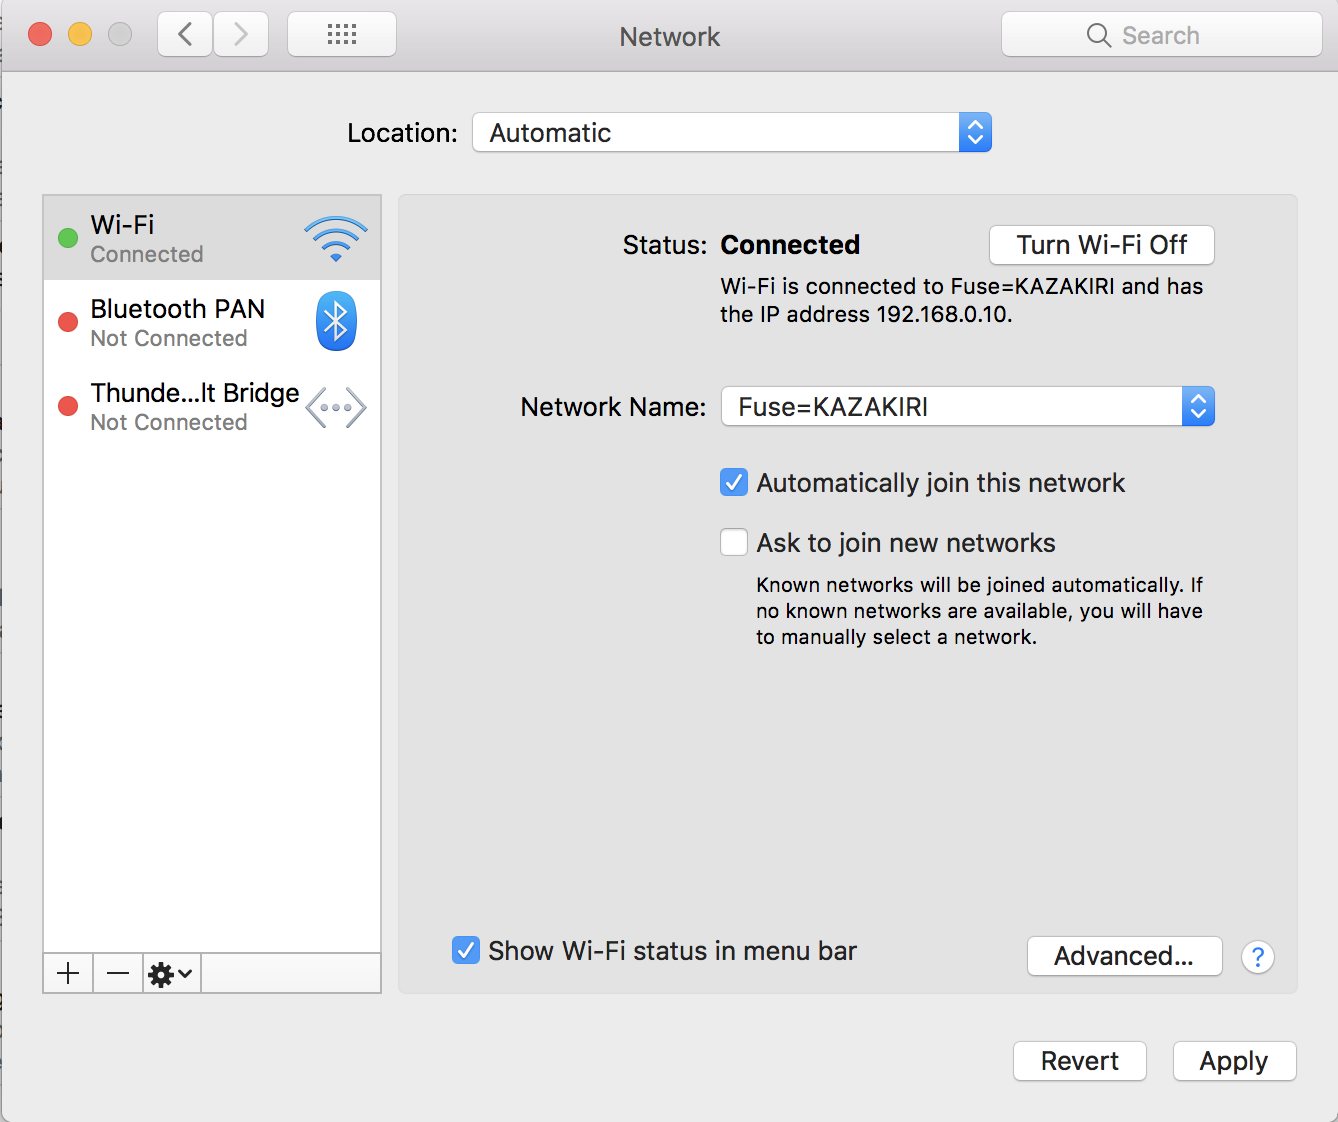 Network
Search
Location: Automatic
Wi-Fi
Connected
Bluetooth PAN
Not Connected
Thunde...lt Bridge
Not Connected
Status: Connected
Turn Wi-Fi Off
Wi-Fi is connected to Fuse=KAZAKIRI and has
the IP address 192.168.0.10.
Network Name: Fuse=KAZAKIRI
Automatically join this network
Ask to join new networks
Known networks will be joined automatically. If
no known networks are available, you will have
to manually select a network.
Show Wi-Fi status in menu bar
Advanced...
?
Revert
Apply